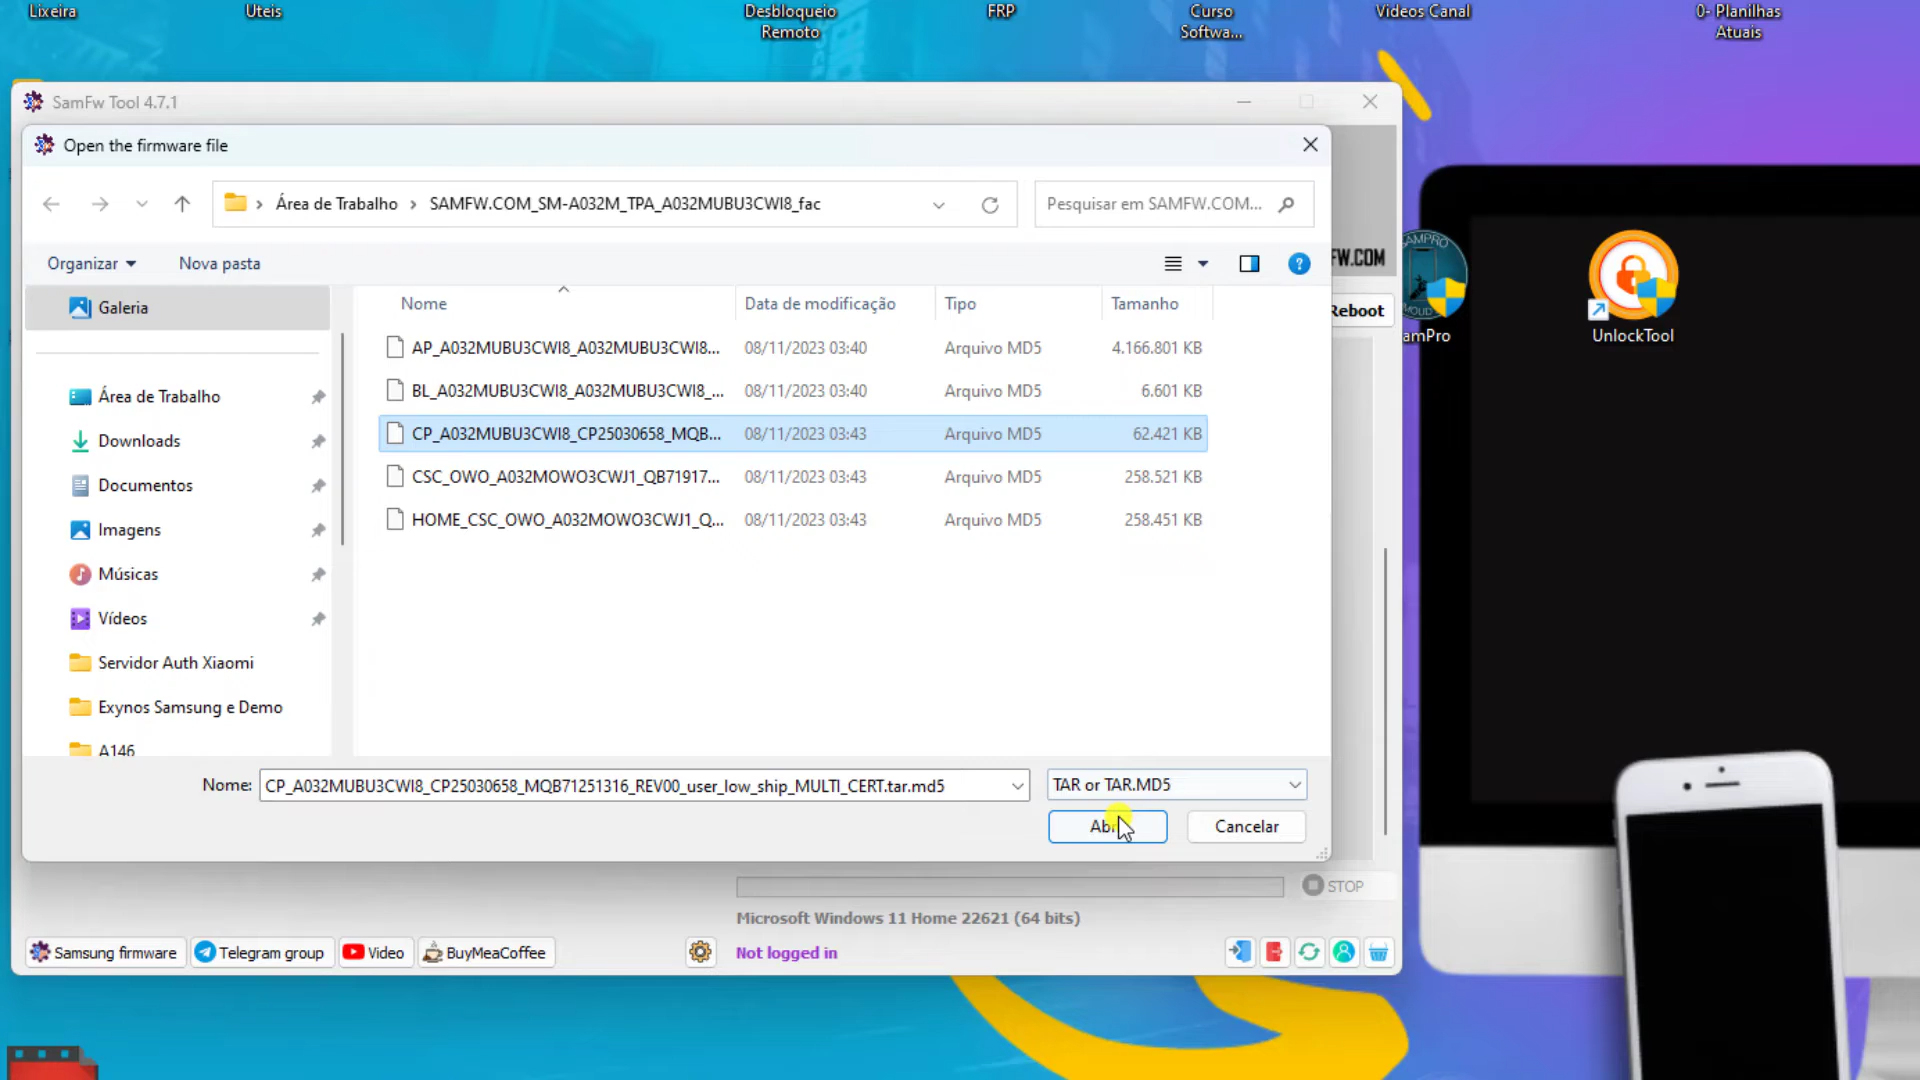 Lixeira
Uteis
Desbloqueio
Remoto
FRP
Curso
Softwa...
Videos Canal
0- Planilhas
Atuais
SamFw Tool 4.7.1
Open the firmware file
Área de Trabalho
SAMFW.COM_SM-A032M_TPA_A032MUBU3CWI8_fac
Pesquisar em SAMFW.COM...
Organizar
Nova pasta
FW.COM
Reboot
AMPRO
amPro
UnlockTool
Galeria
Área de Trabalho
Downloads
Documentos
Imagens
Músicas
Vídeos
Servidor Auth Xiaomi
Exynos Samsung e Demo
A146
Nome Data de modificação Tipo Tamanho
AP_A032MUBU3CWI8_A032MUBU3CWI8... 08/11/2023 03:40 Arquivo MD5 4.166.801 KB
BL_A032MUBU3CWI8_A032MUBU3CWI8_... 08/11/2023 03:40 Arquivo MD5 6.601 KB
CP_A032MUBU3CWI8_CP25030658_MQB... 08/11/2023 03:43 Arquivo MD5 62.421 KB
CSC_OWO_A032MOWO3CWJ1_QB71917... 08/11/2023 03:43 Arquivo MD5 258.521 KB
HOME_CSC_OWO_A032MOWO3CWJ1_Q... 08/11/2023 03:43 Arquivo MD5 258.451 KB
Nome: CP_A032MUBU3CWI8_CP25030658_MQB71251316_REV00_user_low_ship_MULTI_CERT.tar.md5
TAR or TAR.MD5
Cancelar
STOP
Microsoft Windows 11 Home 22621 (64 bits)
Samsung firmware
Telegram group
Video
BuyMeaCoffee
Not logged in